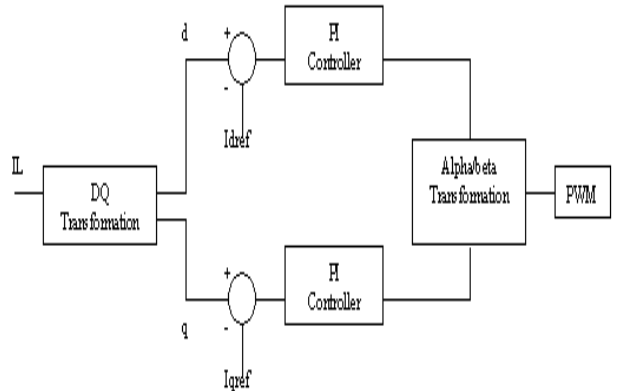 d
+
-
PI
Controller
Idref
IL
DQ
Transformation
Alpha/beta
Transformation
PWM
+
-
PI
Controller
q
Iqref